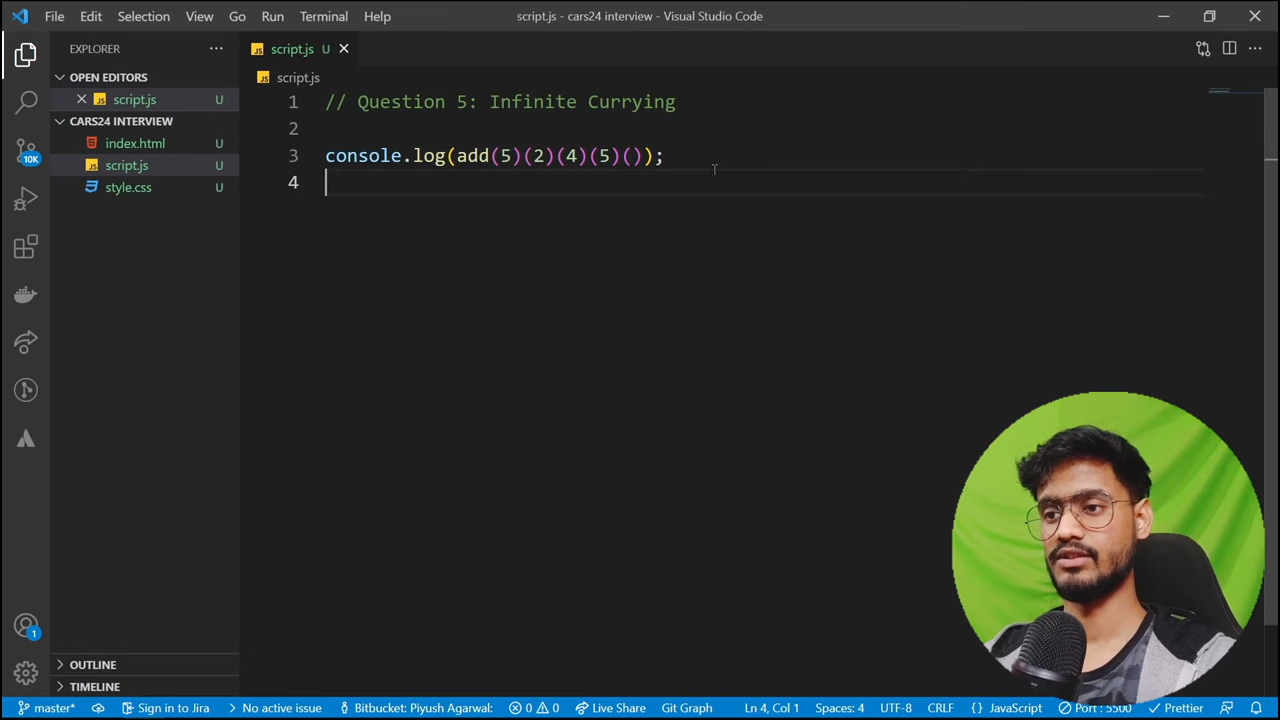 File Edit Selection View Go Run Terminal Help
script.js - cars24 interview - Visual Studio Code
EXPLORER
OPEN EDITORS
script.js U
CARS24 INTERVIEW
index.html U
script.js U
style.css U
10K
script.js U
script.js
1 // Question 5: Infinite Currying
2
3 console.log(add(5)(2)(4)(5)());
4
1
OUTLINE
TIMELINE
master* Sign in to Jira No active issue Bitbucket: Piyush Agarwal: 0 0 Live Share Git Graph Ln 4, Col 1 Spaces: 4 UTF-8 CRLF {} JavaScript Port : 5500 Prettier